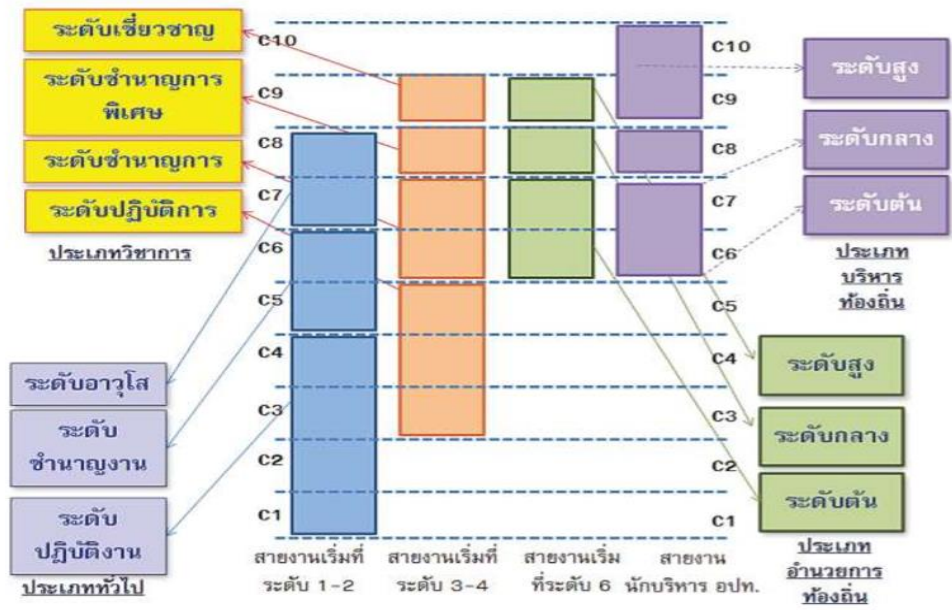 ระดับเชี่ยวชาญ
ระดับชำนาญการ
พิเศษ
ระดับชำนาญการ
ระดับปฏิบัติการ
ประเภทวิชาการ
ระดับอาวุโส
ระดับ
ชำนาญงาน
ระดับ
ปฏิบัติงาน
ประเภททั่วไป
C10
C9
C8
C7
C6
C5
C4
C3
C2
C1
สายงานเริ่มที่
ระดับ 1-2
สายงานเริ่มที่
ระดับ 3-4
สายงานเริ่ม
ที่ระดับ 6
สายงาน
นักบริหาร อปท.
C10
C9
C8
C7
C6
C5
C4
C3
C2
C1
ระดับสูง
ระดับกลาง
ระดับต้น
ประเภท
บริหาร
ท้องถิ่น
ระดับสูง
ระดับกลาง
ระดับต้น
ประเภท
อำนวยการ
ท้องถิ่น